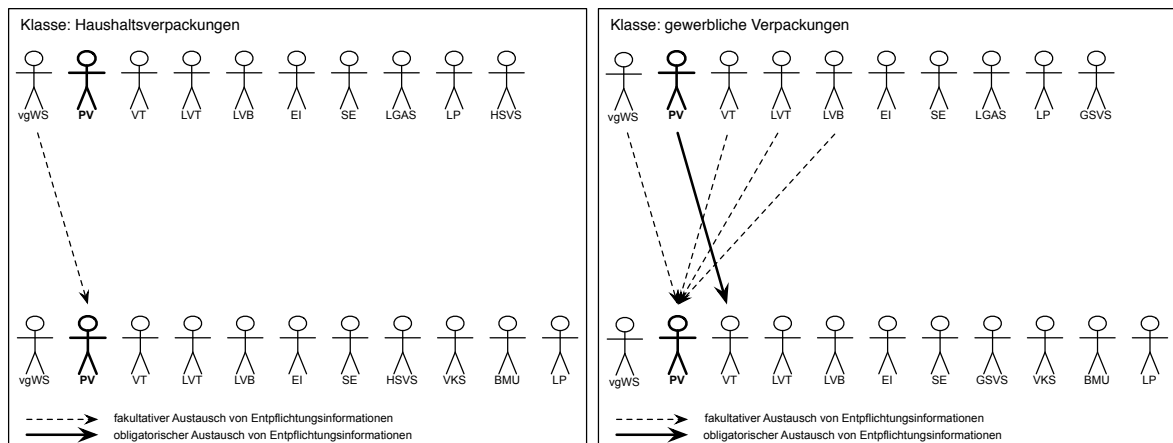 Klasse: Haushaltsverpackungen
vgWS PV VT LVT LVB EI SE LGAS LP HSVS
vgWS PV VT LVT LVB EI SE HSVS VKS BMU LP
fakultativer Austausch von Entpflichtungsinformationen
obligatorischer Austausch von Entpflichtungsinformationen
Klasse: gewerbliche Verpackungen
vgWS PV VT LVT LVB EI SE LGAS LP GSVS
vgWS PV VT LVT LVB EI SE GSVS VKS BMU LP
fakultativer Austausch von Entpflichtungsinformationen
obligatorischer Austausch von Entpflichtungsinformationen